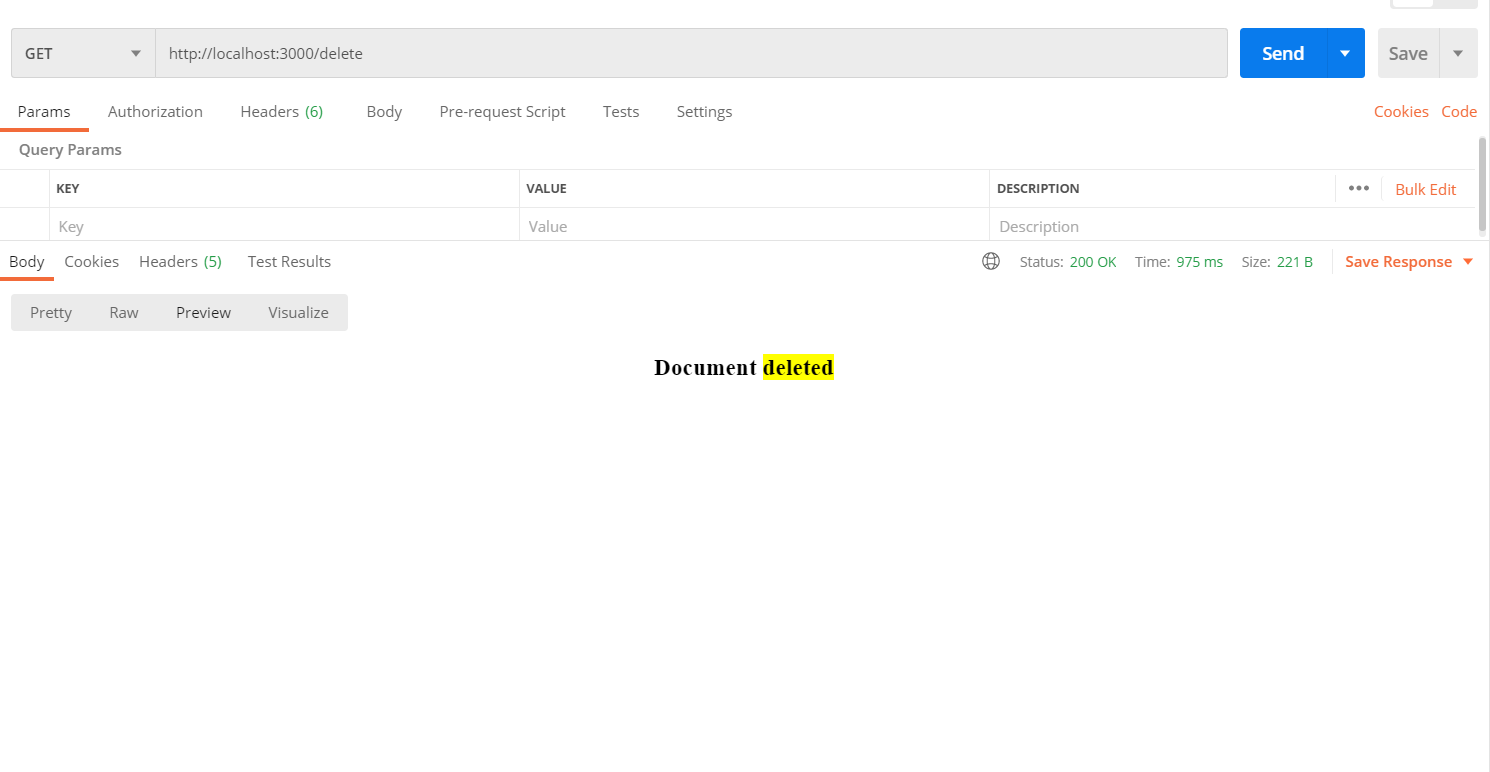 GET http://localhost:3000/delete Send Save
Params Authorization Headers (6) Body Pre-request Script Tests Settings Cookies Code
Query Params
KEY VALUE DESCRIPTION ••• Bulk Edit
Key Value Description
Body Cookies Headers (5) Test Results Status: 200 OK Time: 975 ms Size: 221 B Save Response
Pretty Raw Preview Visualize
Document deleted